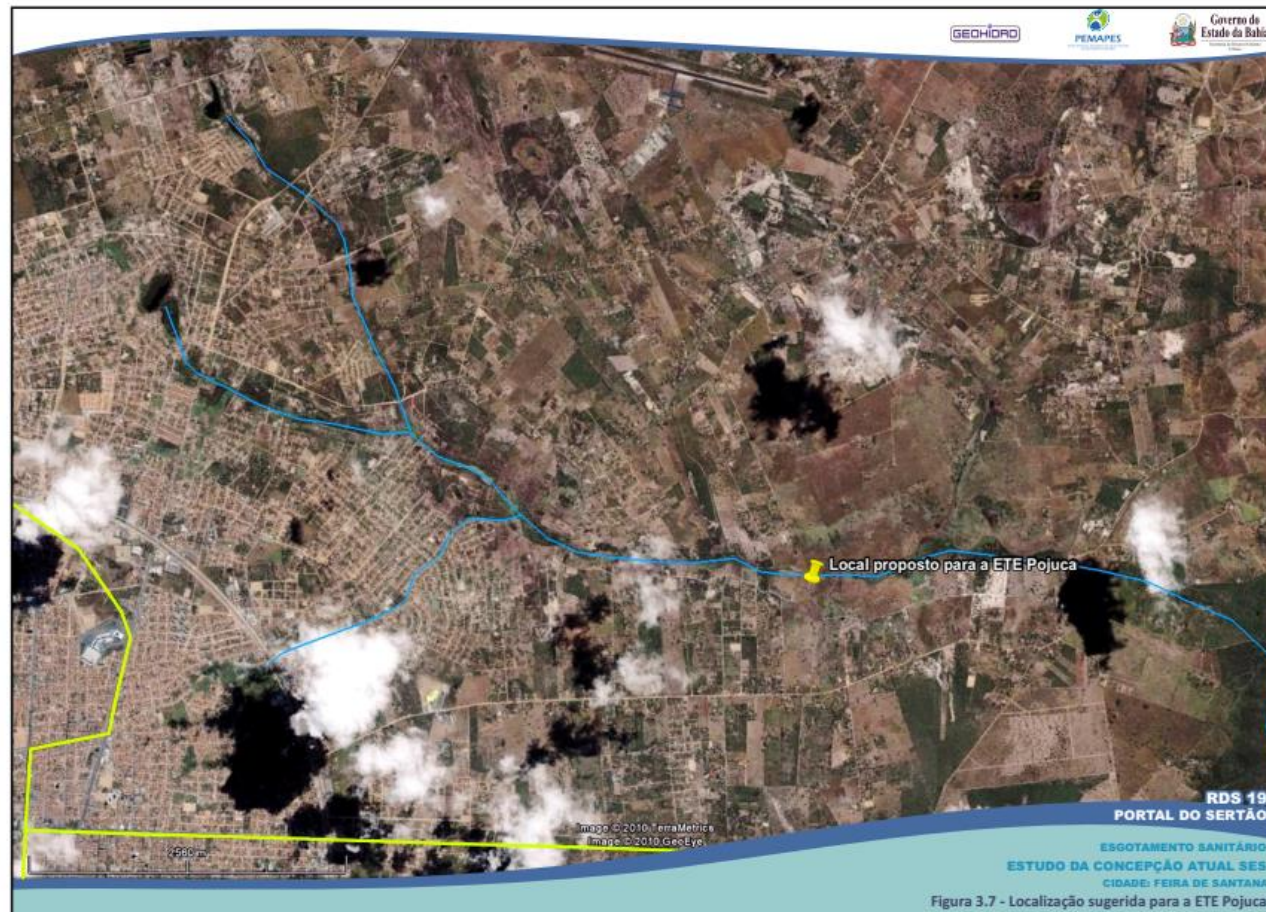 GEOHIDRO
PEMAPES
Governo do
Estado da Bahia
Local proposto para a ETE Pojuca
Image © 2010 TerraMetrics
Image © 2010 GeoEye
2580 m
RDS 19
PORTAL DO SERTÃO
ESGOTAMENTO SANITÁRIO
ESTUDO DA CONCEPÇÃO ATUAL SES
CIDADE: FEIRA DE SANTANA
Figura 3.7 - Localização sugerida para a ETE Pojuca